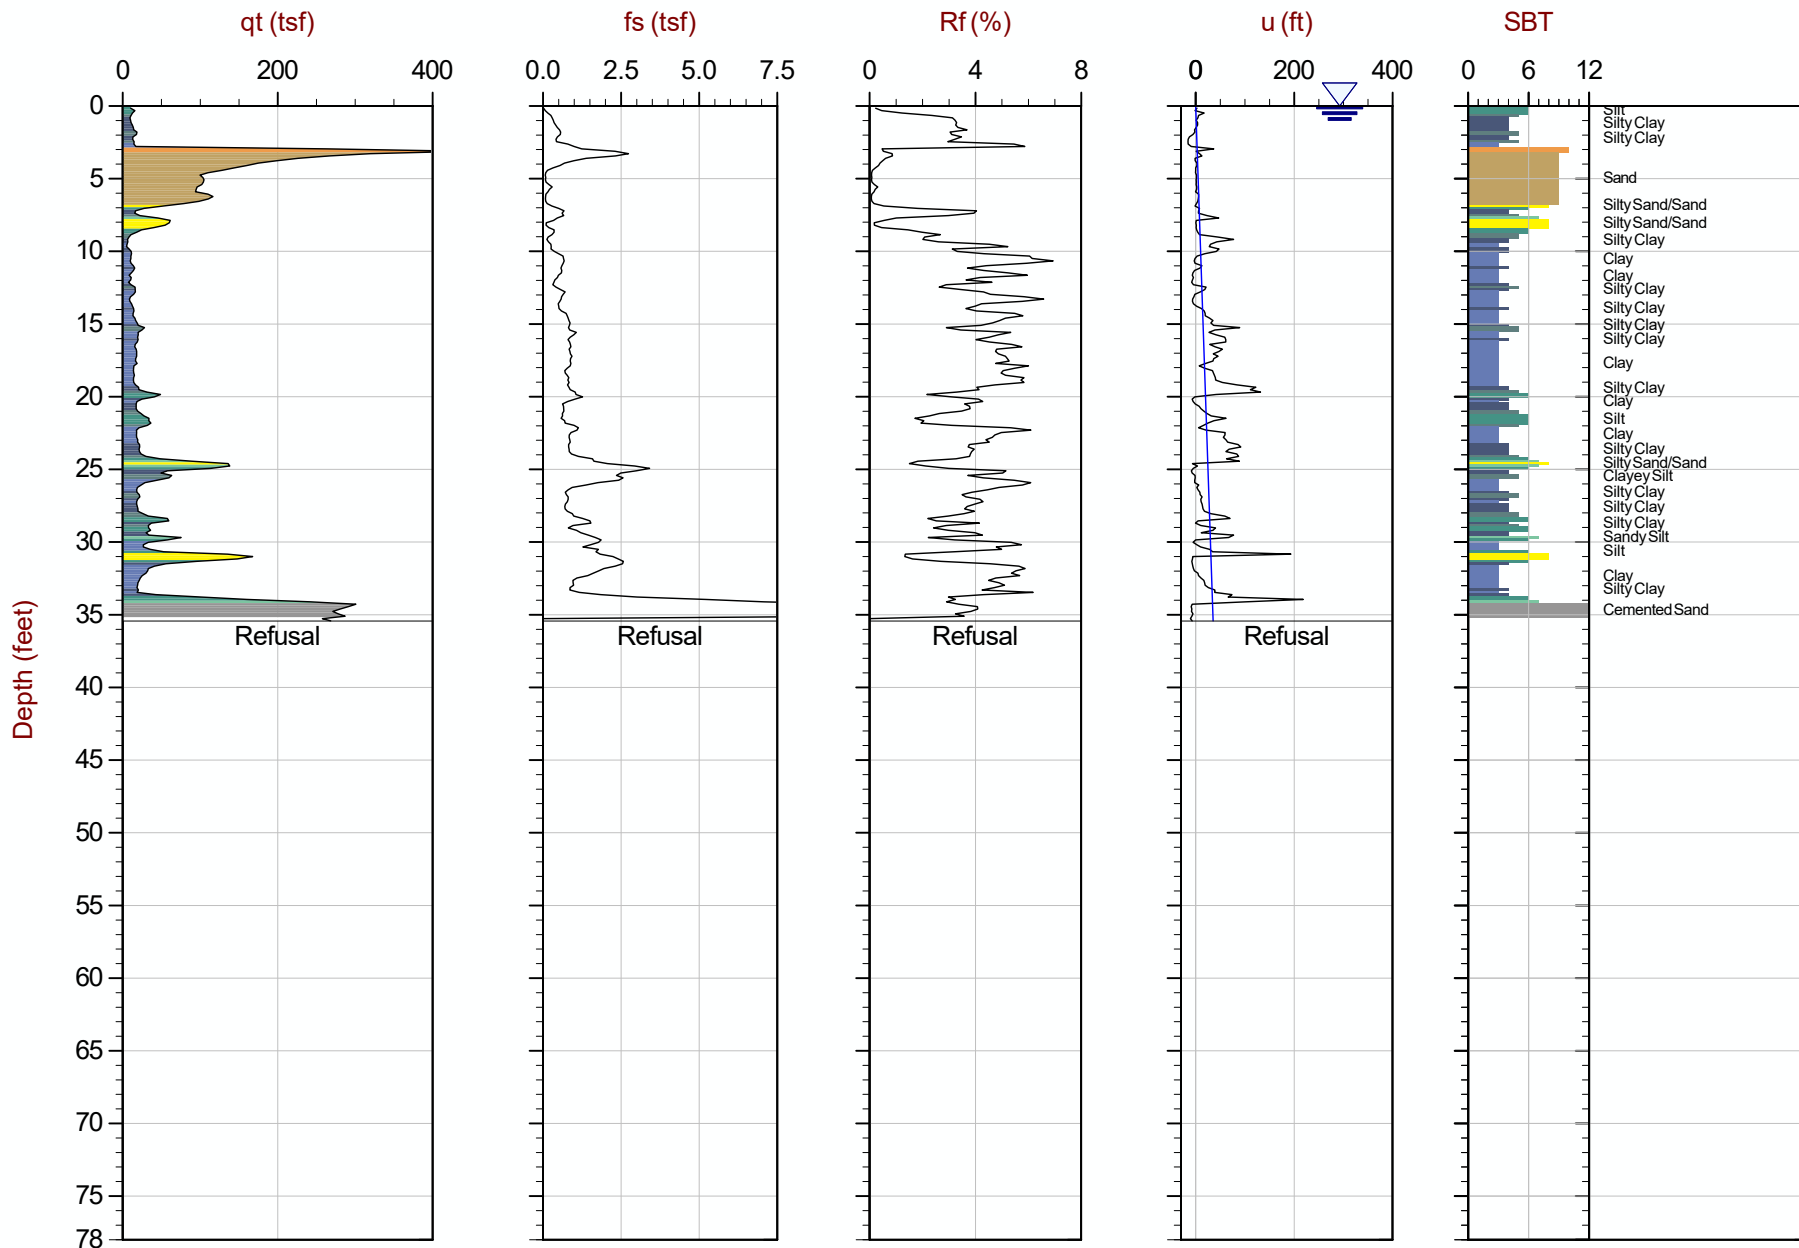 qt (tsf) fs (tsf) Rf (%) u (ft) SBT
0 200 400 0.0 2.5 5.0 7.5 0 4 8 0 200 400 0 6 12
0
5
10
15
20
25
30
35
40
45
50
55
60
65
70
75
78
Depth (feet)
Silt
Silty Clay
Silty Clay
Sand
Silty Sand/Sand
Silty Sand/Sand
Silty Clay
Clay
Clay
Silty Clay
Silty Clay
Silty Clay
Silty Clay
Clay
Silty Clay
Clay
Silt
Clay
Silty Clay
Silty Sand/Sand
Clayey Silt
Silty Clay
Silty Clay
Silty Clay
Sandy Silt
Silt
Clay
Silty Clay
Cemented Sand
Refusal Refusal Refusal Refusal